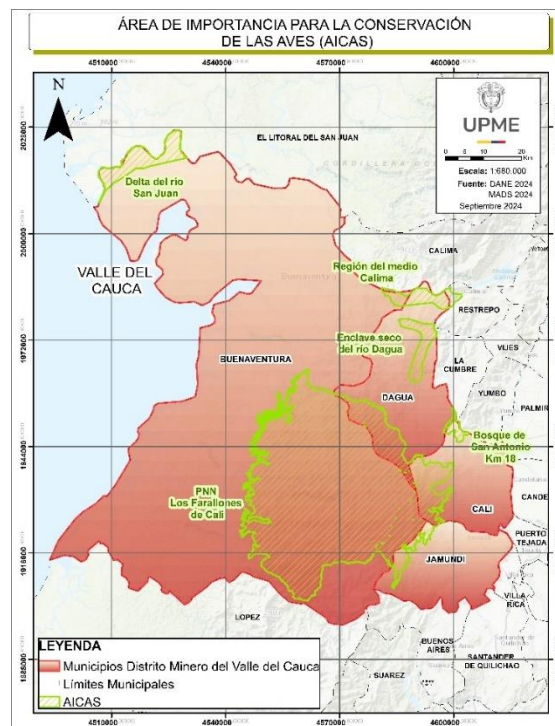 ÁREA DE IMPORTANCIA PARA LA CONSERVACIÓN
DE LAS AVES (AICAS)
4510000 4540000 4570000 4600000
N
UPME
0 5 10 20
Km
Escala: 1:680.000
Fuente: DANE 2024
MADS 2024
Septiembre 2024
EL LITORAL DEL SAN JUAN
Delta del río
San Juan
VALLE DEL
CAUCA
CALIMA
Región del medio
Calima
RESTREPO
Enclave seco
del río Dagua
VIJES
LA
CUMBRE
BUENAVENTURA
YUMBO
DAGUA
PALMIR
Bosque de
San Antonio
Km 18
PNN
Los Farallones
de Cali
CALI
CANDE
PUERTO
TEJADA
JAMUNDI
VILLA
RICA
LOPEZ
BUENOS
AIRES
SANTANDER
DE QUILICHAO
SUAREZ
LEYENDA
Municipios Distrito Minero del Valle del Cauca
Límites Municipales
AICAS
4510000 4540000 4570000 4600000